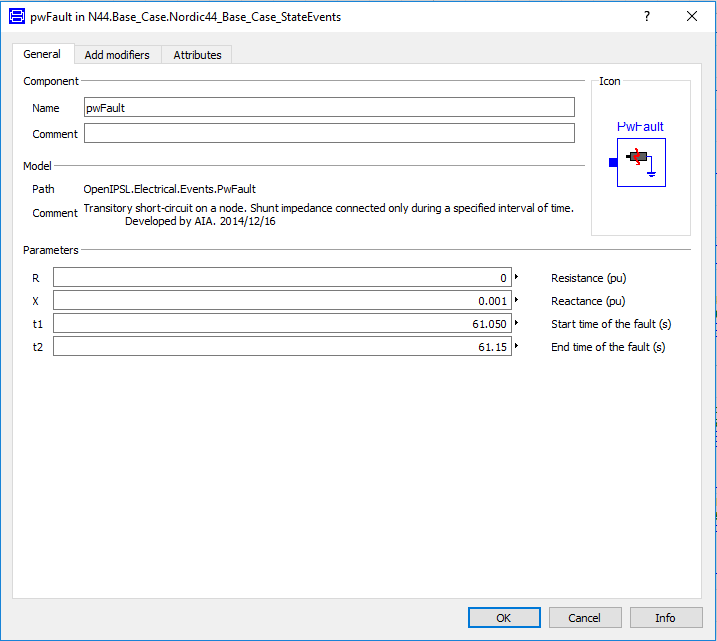 pwFault in N44.Base_Case.Nordic44_Base_Case_StateEvents
?
General
Add modifiers
Attributes
Component
Icon
Name
pwFault
Comment
PwFault
Model
Path
OpenIPSL.Electrical.Events.PwFault
Comment
Transitory short-circuit on a node. Shunt impedance connected only during a specified interval of time.
Developed by AIA. 2014/12/16
Parameters
R 0 Resistance (pu)
X 0.001 Reactance (pu)
t1 61.050 Start time of the fault (s)
t2 61.15 End time of the fault (s)
OK
Cancel
Info